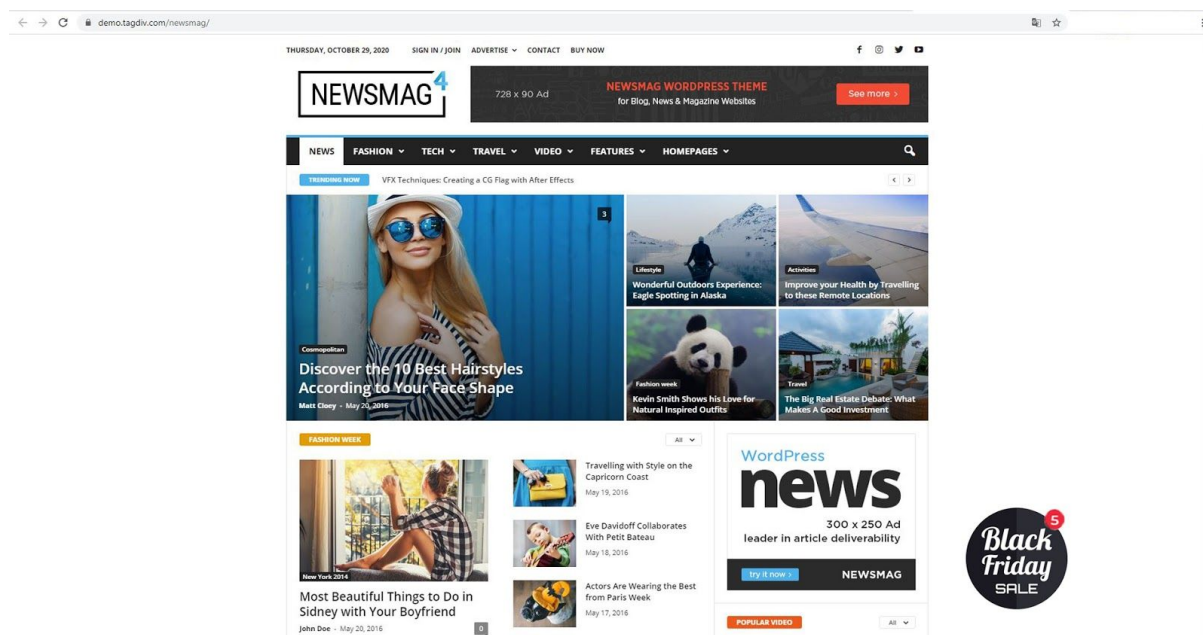 demo.tagdiv.com/newsmag/
THURSDAY, OCTOBER 29, 2020 SIGN IN / JOIN ADVERTISE CONTACT BUY NOW
NEWSMAG 4
728 x 90 Ad
NEWSMAG WORDPRESS THEME
for Blog, News & Magazine Websites
See more >
NEWS FASHION TECH TRAVEL VIDEO FEATURES HOMEPAGES
TRENDING NOW VFX Techniques: Creating a CG Flag with After Effects
3
Cosmopolitan
Discover the 10 Best Hairstyles
According to Your Face Shape
Matt Cloey - May 20, 2016
Lifestyle
Wonderful Outdoors Experience:
Eagle Spotting in Alaska
Activities
Improve your Health by Travelling
to these Remote Locations
Fashion week
Kevin Smith Shows his Love for
Natural Inspired Outfits
Travel
The Big Real Estate Debate: What
Makes A Good Investment
FASHION WEEK All
New York 2014
Most Beautiful Things to Do in
Sidney with Your Boyfriend
John Doe - May 20, 2016 0
Travelling with Style on the
Capricorn Coast
May 19, 2016
Eve Davidoff Collaborates
With Petit Bateau
May 18, 2016
Actors Are Wearing the Best
from Paris Week
May 17, 2016
WordPress
news
300 x 250 Ad
leader in article deliverability
try it now > NEWSMAG
POPULAR VIDEO All
5
Black
Friday
SALE